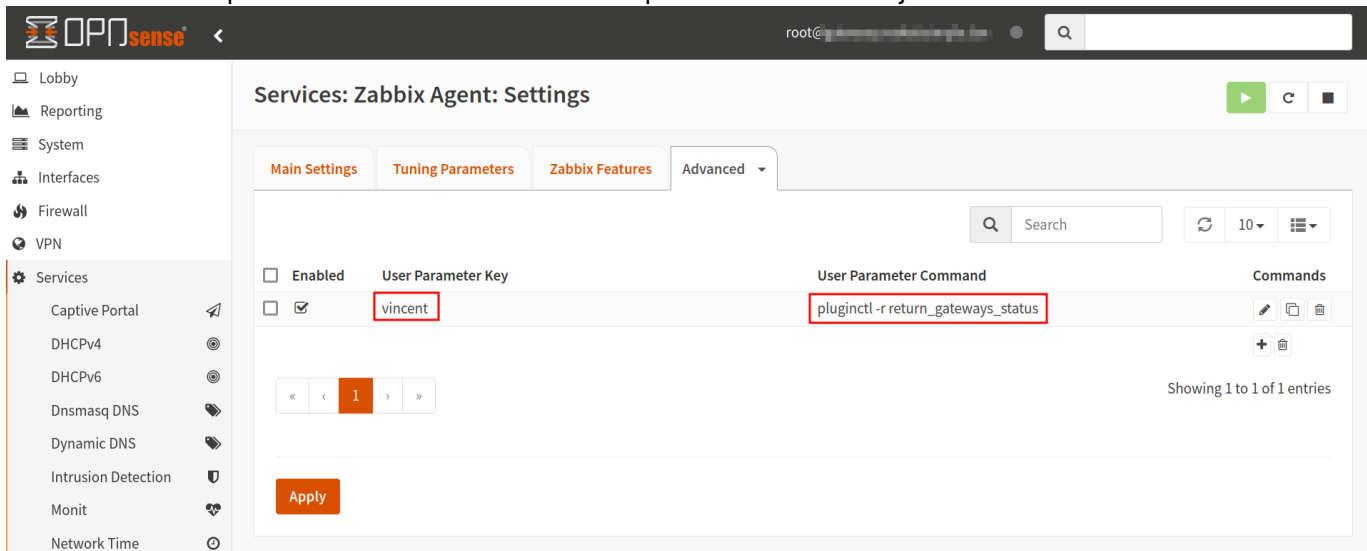 OPNsense
root@
Lobby
Reporting
System
Interfaces
Firewall
VPN
Services
Captive Portal
DHCPv4
DHCPv6
Dnsmasq DNS
Dynamic DNS
Intrusion Detection
Monit
Network Time
Services: Zabbix Agent: Settings
Main Settings Tuning Parameters Zabbix Features Advanced
Search 10
Enabled User Parameter Key User Parameter Command Commands
vincent pluginctl -r return_gateways_status
« ‹ 1 › » Showing 1 to 1 of 1 entries
Apply